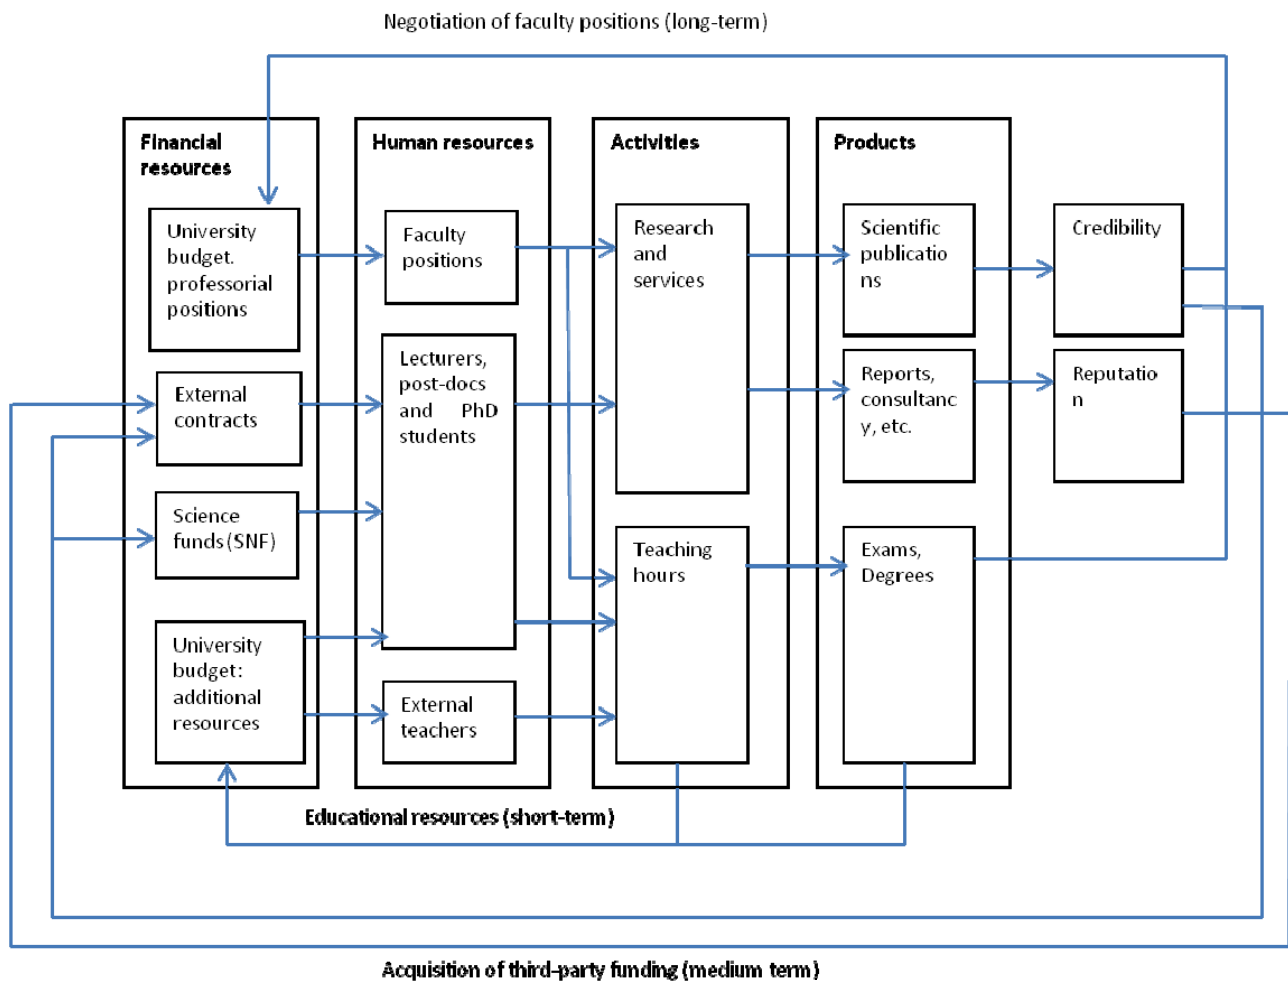 Negotiation of faculty positions (long-term)
Financial
resources
University
budget.
professorial
positions
External
contracts
Science
funds (SNF)
University
budget:
additional
resources
Human resources
Faculty
positions
Lecturers,
post-docs
and PhD
students
External
teachers
Activities
Research
and
services
Teaching
hours
Products
Scientific
publicatio
ns
Reports,
consultanc
y, etc.
Exams,
Degrees
Credibility
Reputatio
n
Educational resources (short-term)
Acquisition of third-party funding (medium term)